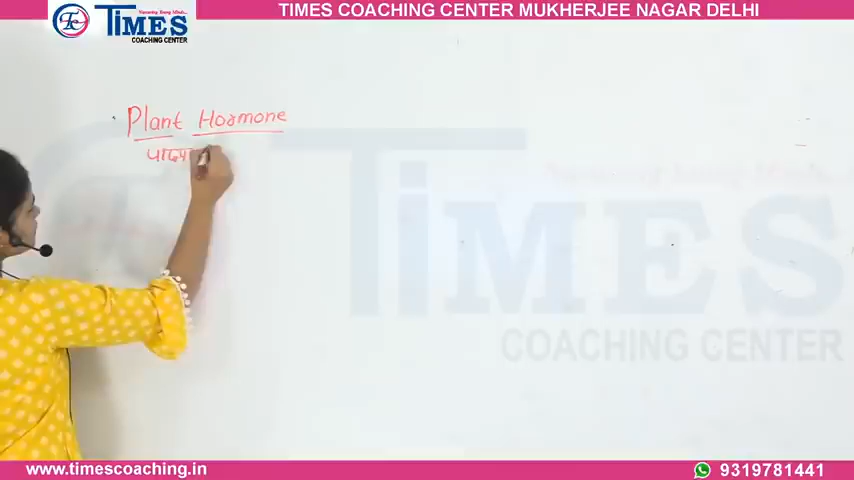 TIMES COACHING CENTER MUKHERJEE NAGAR DELHI
TIMES
COACHING CENTER
Plant Hormone
पादप
TIMES
COACHING CENTER
www.timescoaching.in
9319781441